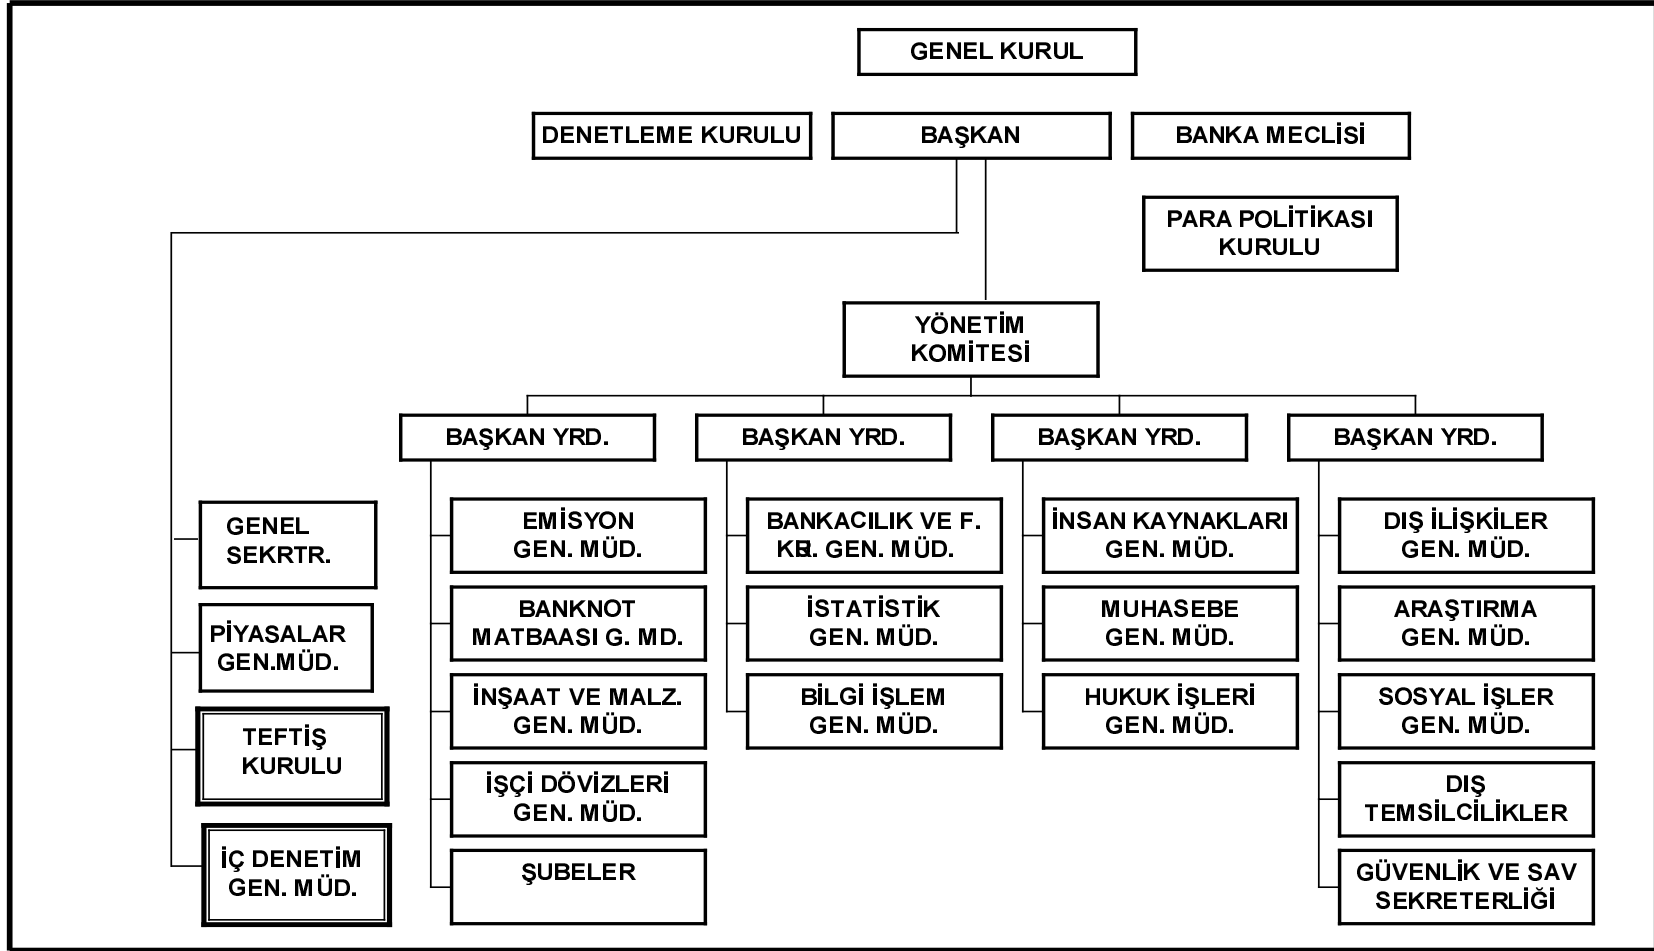 GENEL KURUL
DENETLEME KURULU
BAŞKAN
BANKA MECLİSİ
PARA POLİTİKASI
KURULU
YÖNETİM
KOMİTESİ
BAŞKAN YRD.
BAŞKAN YRD.
BAŞKAN YRD.
BAŞKAN YRD.
GENEL
SEKRTR.
PİYASALAR
GEN.MÜD.
TEFTİŞ
KURULU
İÇ DENETİM
GEN. MÜD.
EMİSYON
GEN. MÜD.
BANKNOT
MATBAASI G. MD.
İNŞAAT VE MALZ.
GEN. MÜD.
İŞÇİ DÖVİZLERİ
GEN. MÜD.
ŞUBELER
BANKACILIK VE F.
GEN. MÜD.
İSTATİSTİK
GEN. MÜD.
BİLGİ İŞLEM
GEN. MÜD.
İNSAN KAYNAKLARI
GEN. MÜD.
MUHASEBE
GEN. MÜD.
HUKUK İŞLERİ
GEN. MÜD.
DIŞ İLİŞKİLER
GEN. MÜD.
ARAŞTIRMA
GEN. MÜD.
SOSYAL İŞLER
GEN. MÜD.
DIŞ
TEMSİLCİLİKLER
GÜVENLİK VE SAV
SEKRETERLİĞİ